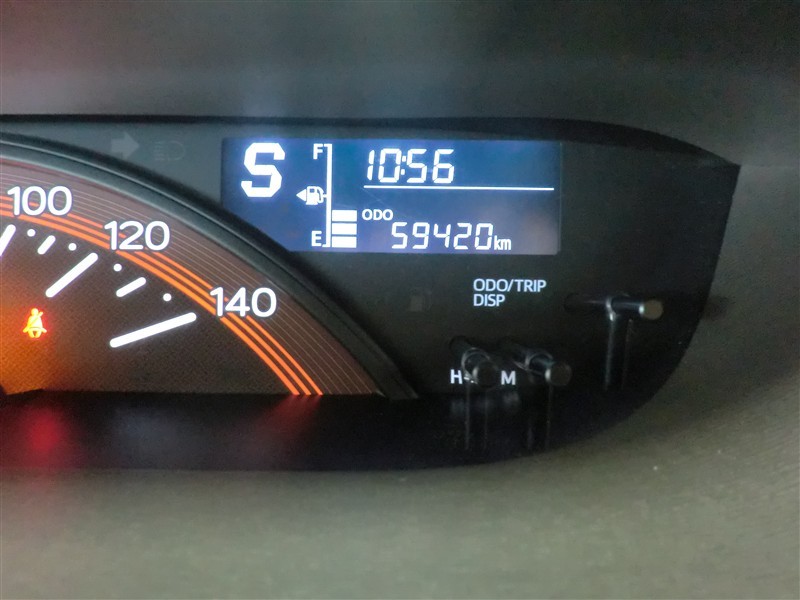 S
F
10:56
E
ODO
59420km
100
120
140
ODO/TRIP
DISP
H
M